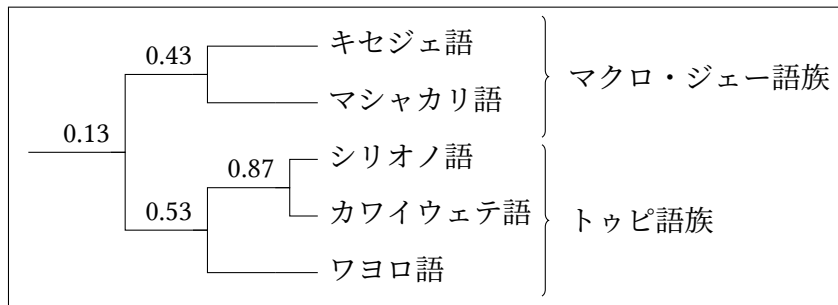 0.43
キセジェ語
マシャカリ語
マクロ・ジェー語族
0.13
0.87
シリオノ語
0.53
カワイウェテ語
ワヨロ語
トゥピ語族